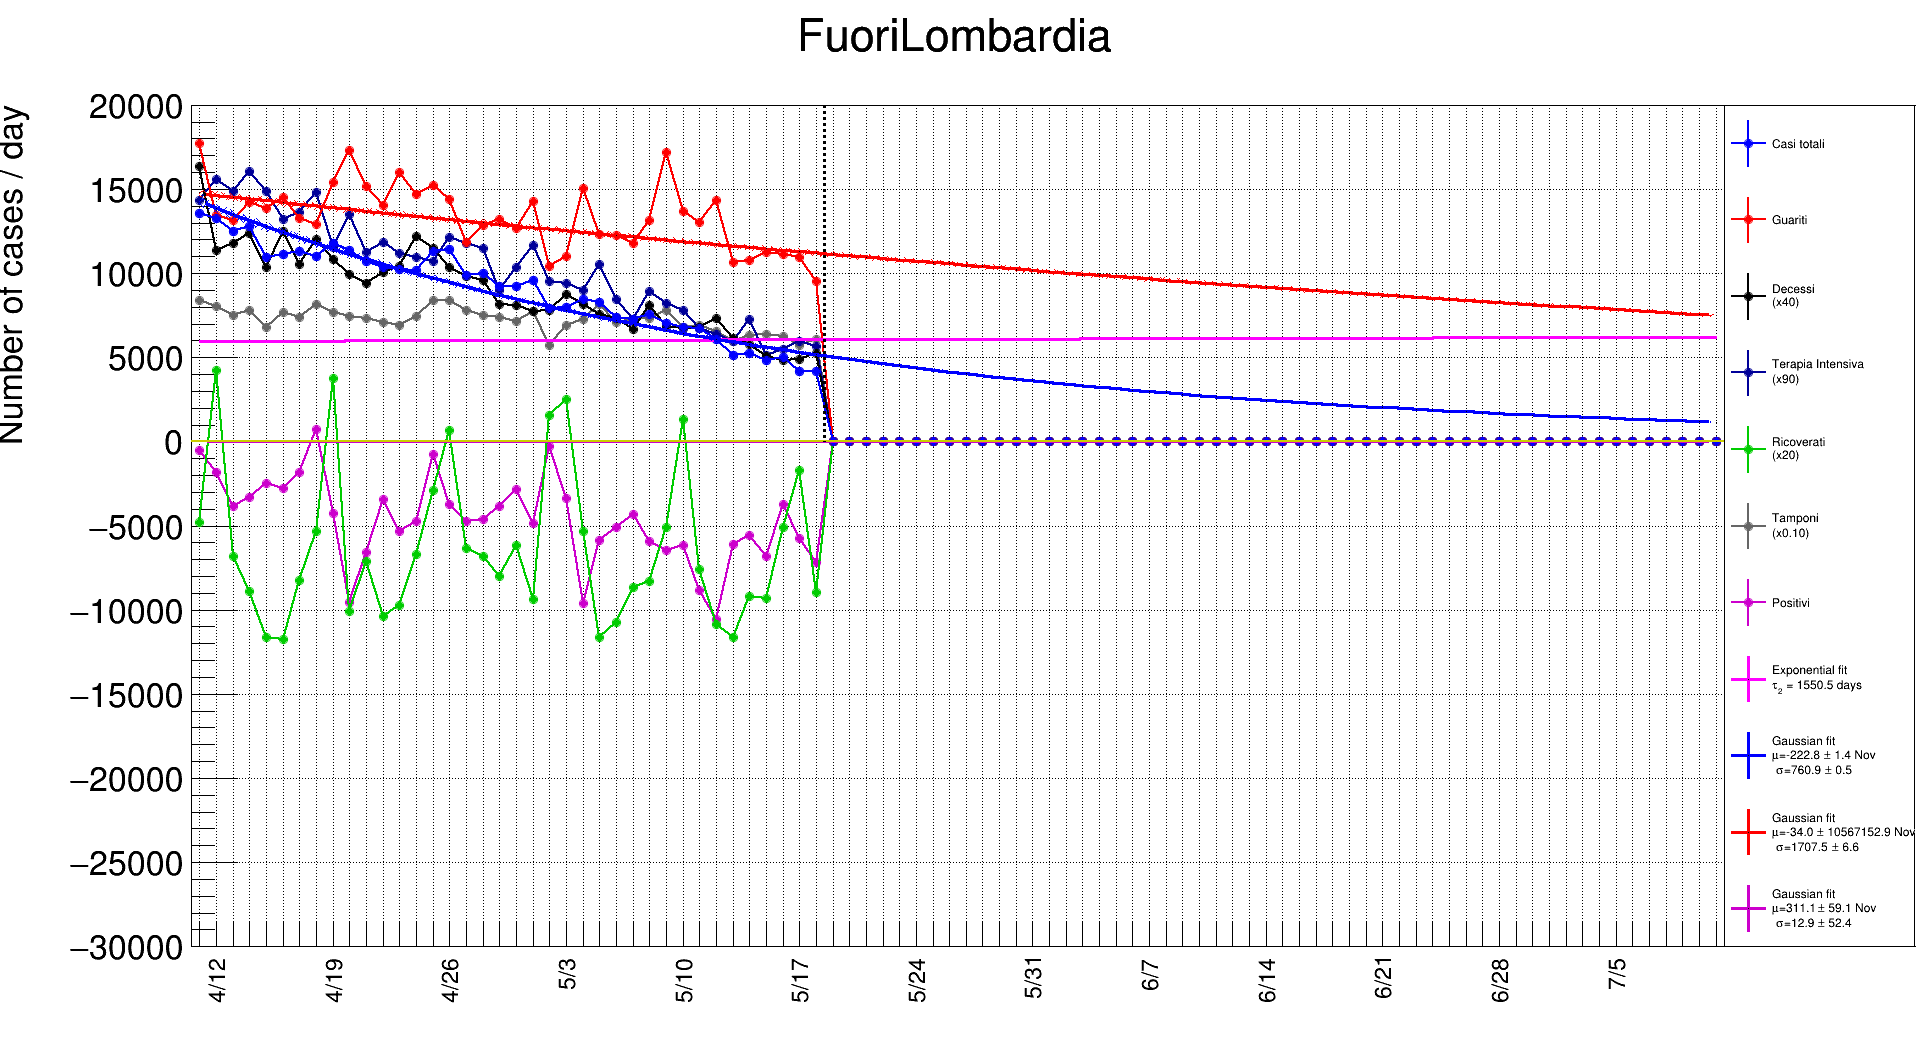 FuoriLombardia
Number of cases / day
20000
15000
10000
5000
0
−5000
−10000
−15000
−20000
−25000
−30000
4/12
4/19
4/26
5/3
5/10
5/17
5/24
5/31
6/7
6/14
6/21
6/28
7/5
Casi totali
Guariti
Decessi
(x40)
Terapia Intensiva
(x90)
Ricoverati
(x20)
Tamponi
(x0.10)
Positivi
Exponential fit
τ2 = 1550.5 days
Gaussian fit
μ=-222.8 ± 1.4 Nov
σ=760.9 ± 0.5
Gaussian fit
μ=-34.0 ± 10567152.9 Nov
σ=1707.5 ± 6.6
Gaussian fit
μ=311.1 ± 59.1 Nov
σ=12.9 ± 52.4